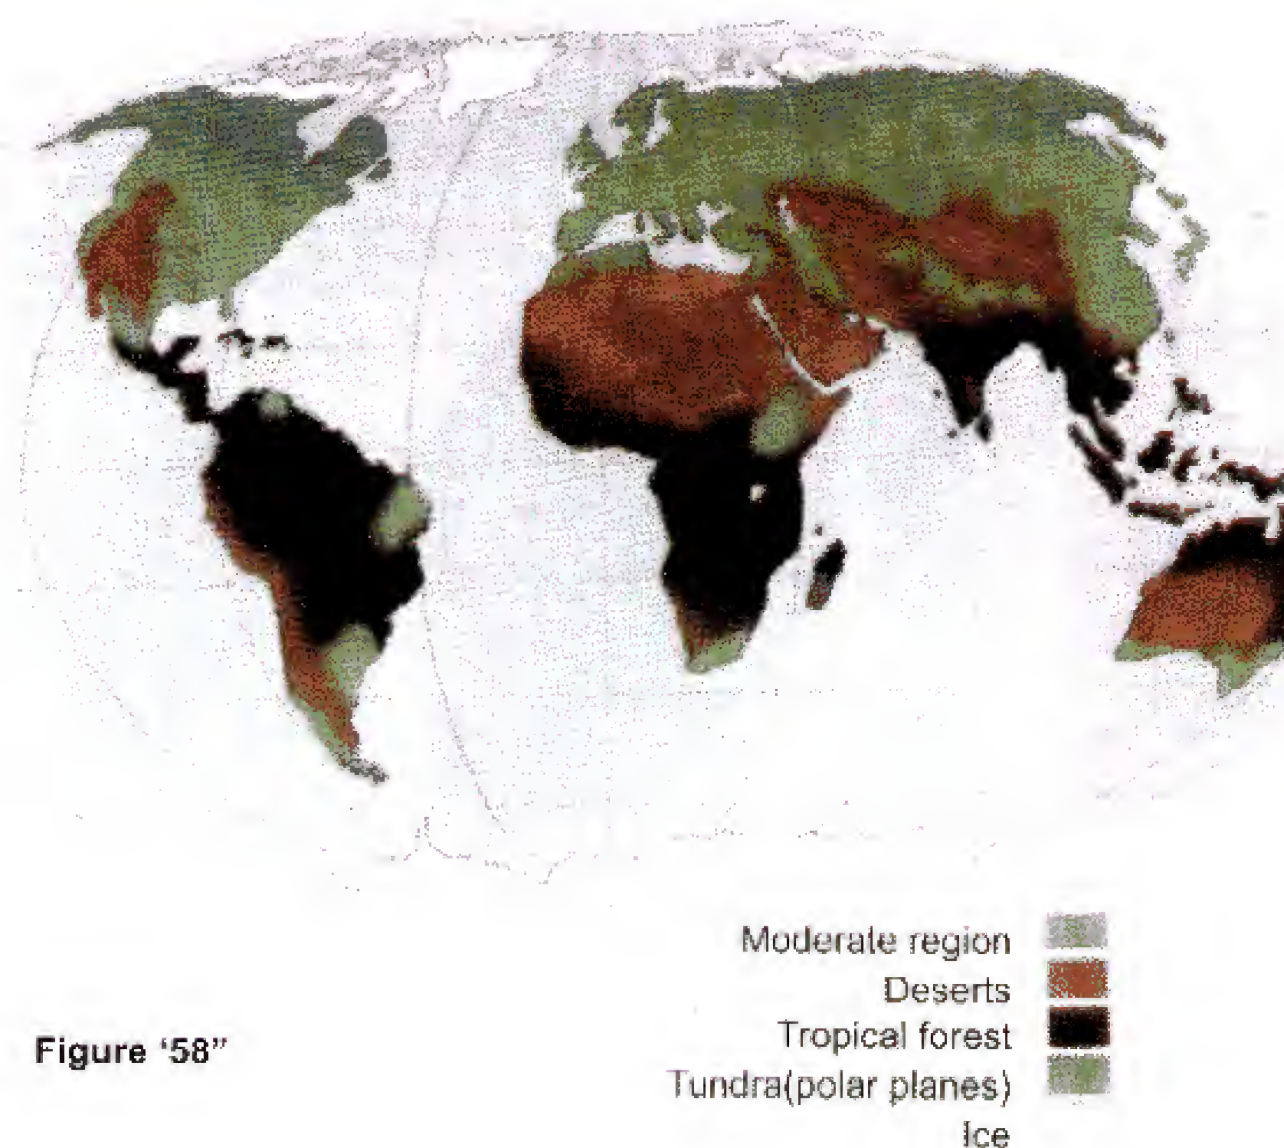 Moderate region
Deserts
Tropical forest
Tundra(polar planes)
Ice
Figure ‘58”